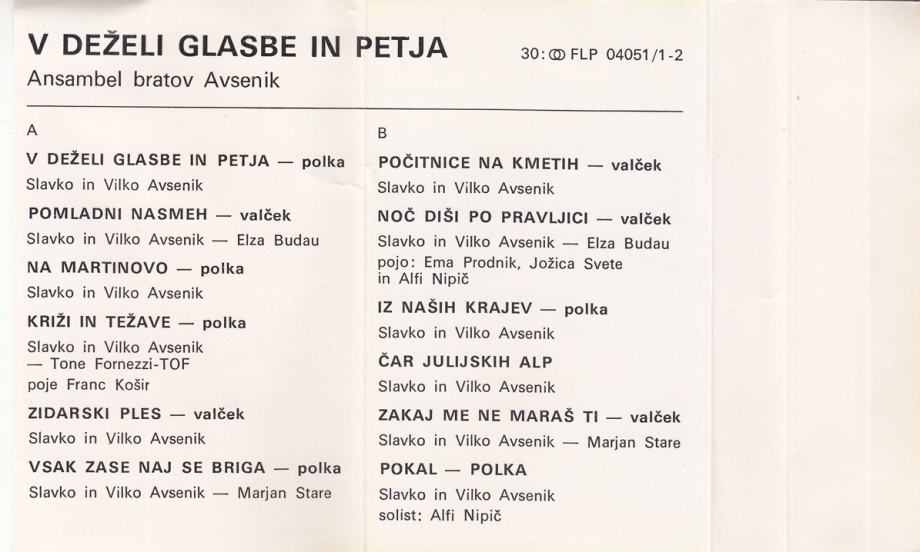 V DEŽELI GLASBE IN PETJA
30: FLP 04051/1-2
Ansambel bratov Avsenik
A
V DEŽELI GLASBE IN PETJA — polka
Slavko in Vilko Avsenik
POMLADNI NASMEH — valček
Slavko in Vilko Avsenik — Elza Budau
NA MARTINOVO — polka
Slavko in Vilko Avsenik
KRIŽI IN TEŽAVE — polka
Slavko in Vilko Avsenik
— Tone Fornezzi-TOF
poje Franc Košir
ZIDARSKI PLES — valček
Slavko in Vilko Avsenik
VSAK ZASE NAJ SE BRIGA — polka
Slavko in Vilko Avsenik — Marjan Stare
B
POČITNICE NA KMETIH — valček
Slavko in Vilko Avsenik
NOČ DIŠI PO PRAVLJICI — valček
Slavko in Vilko Avsenik — Elza Budau
pojo: Ema Prodnik, Jožica Svete
in Alfi Nipič
IZ NAŠIH KRAJEV — polka
Slavko in Vilko Avsenik
ČAR JULIJSKIH ALP
Slavko in Vilko Avsenik
ZAKAJ ME NE MARAŠ TI — valček
Slavko in Vilko Avsenik — Marjan Stare
POKAL — POLKA
Slavko in Vilko Avsenik
solist: Alfi Nipič